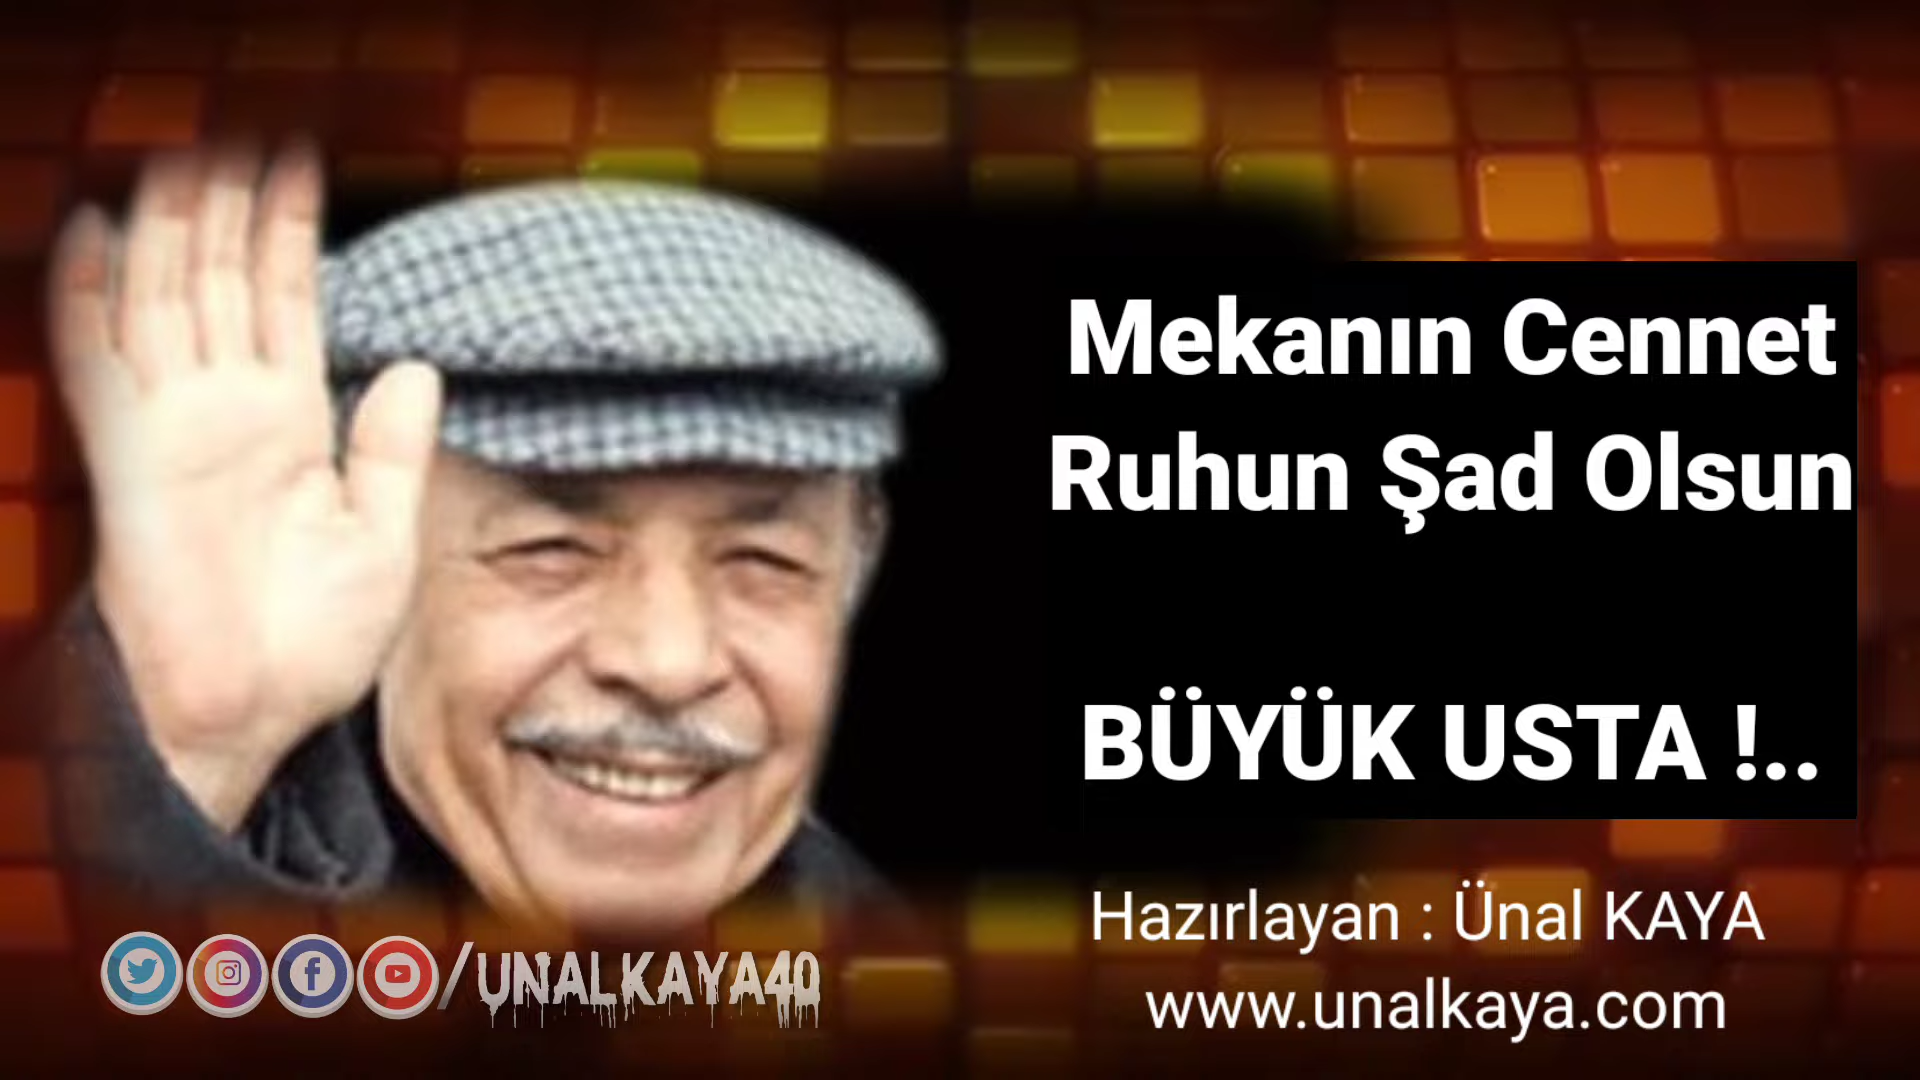 Mekanın Cennet
Ruhun Şad Olsun
BÜYÜK USTA !..
Hazırlayan : Ünal KAYA
www.unalkaya.com
/UNALKAYA40